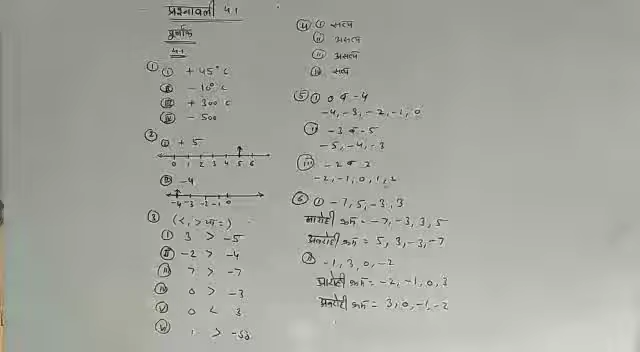 प्रश्नावली 4.1
पूर्णांक
4.1
① ① +45°C
② -10°C
③ +300°C
④ -500
② ① +5
0 1 2 3 4 5 6
② -4
-4 -3 -2 -1 0
③ (<, > या =)
① 3 > -5
② -2 > -4
③ 7 > -7
④ 0 > -3
⑤ 0 < 3
> -50
④ ① सत्य
② असत्य
③ असत्य
④ सत्य
⑤ ① 0 व -4
-4, -3, -2, -1, 0
② -3 व -5
-5, -4, -3
③ -2 व 2
-2, -1, 0, 1, 2
⑥ ① -7, 5, -3, 3
आरोही क्रम = -7, -3, 3, 5
अवरोही क्रम = 5, 3, -3, -7
② -1, 3, 0, -2
आरोही क्रम = -2, -1, 0, 3
अवरोही क्रम = 3, 0, -1, -2